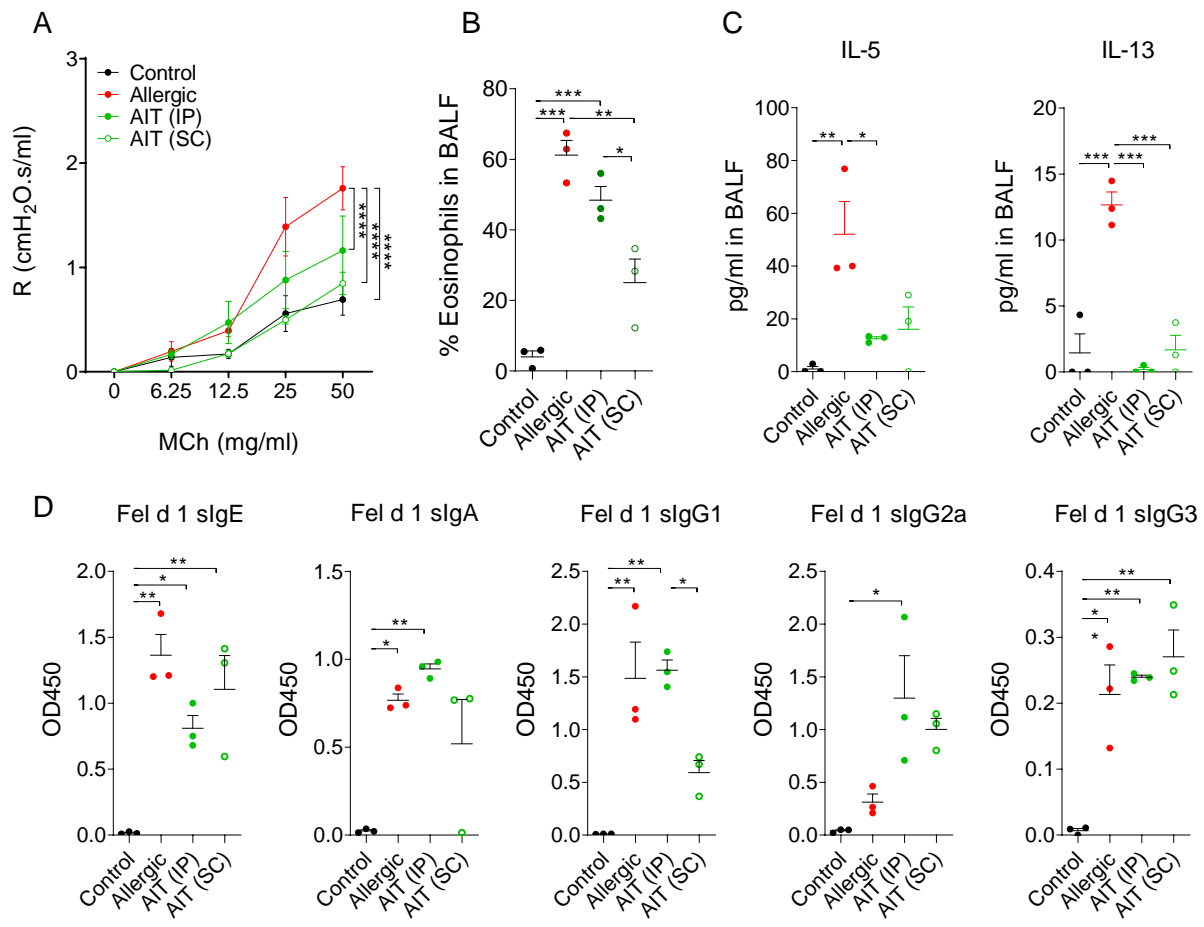 A
3
2
1
0
R (cmH2O.s/ml)
Control
Allergic
AIT (IP)
AIT (SC)
****
****
****
0
6.25
12.5
25
50
MCh (mg/ml)
B
80
60
40
20
0
% Eosinophils in BALF
***
***
**
*
Control
Allergic
AIT (IP)
AIT (SC)
C
IL-5
100
80
60
40
20
0
pg/ml in BALF
**
*
Control
Allergic
AIT (IP)
AIT (SC)
IL-13
20
15
10
5
0
pg/ml in BALF
***
***
***
Control
Allergic
AIT (IP)
AIT (SC)
D
Fel d 1 sIgE
2.0
1.5
1.0
0.5
0.0
OD450
**
*
**
Control
Allergic
AIT (IP)
AIT (SC)
Fel d 1 sIgA
1.5
1.0
0.5
0.0
OD450
**
*
Control
Allergic
AIT (IP)
AIT (SC)
Fel d 1 sIgG1
2.5
2.0
1.5
1.0
0.5
0.0
OD450
**
**
*
Control
Allergic
AIT (IP)
AIT (SC)
Fel d 1 sIgG2a
2.5
2.0
1.5
1.0
0.5
0.0
OD450
*
Control
Allergic
AIT (IP)
AIT (SC)
Fel d 1 sIgG3
0.4
0.3
0.2
0.1
0.0
OD450
**
**
*
*
Control
Allergic
AIT (IP)
AIT (SC)